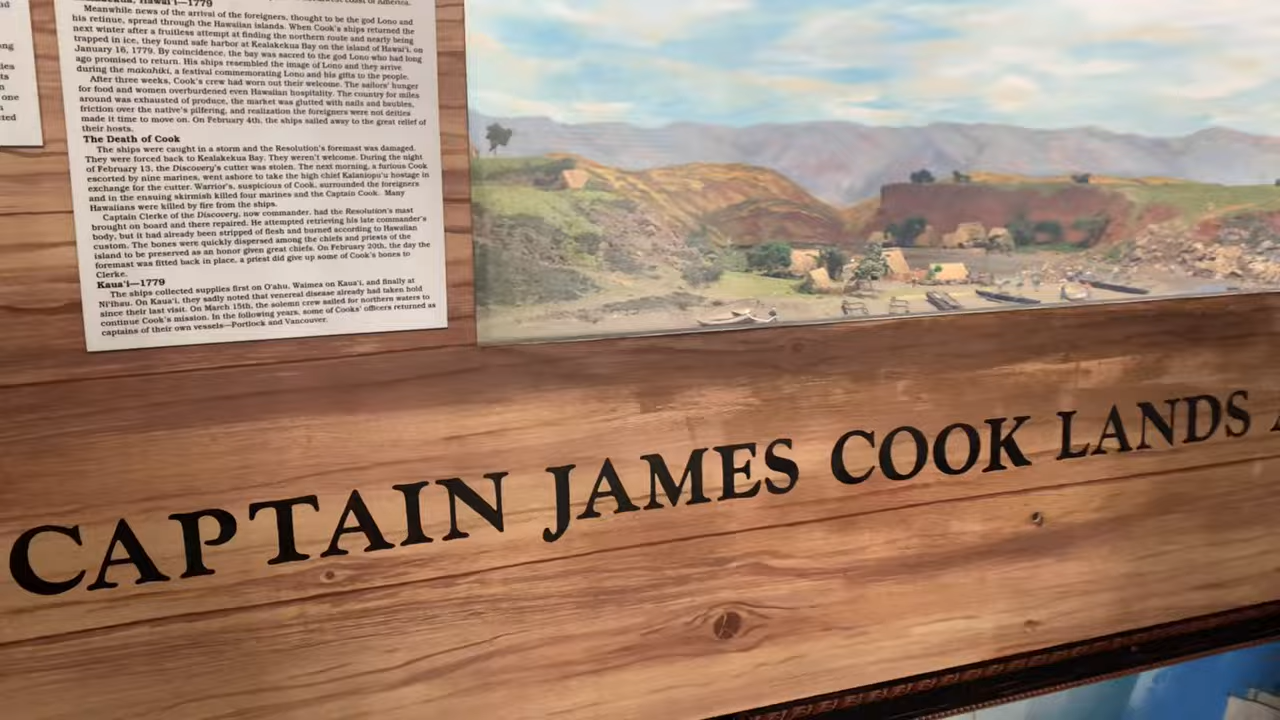 Hawai'i—1779
Meanwhile news of the arrival of the foreigners, thought to be the god Lono and
his retinue, spread through the Hawaiian islands. When Cook's ships returned the
next winter after a fruitless attempt at finding the northern route and nearly being
trapped in ice, they found safe harbor at Kealakekua Bay on the island of Hawai'i, on
January 16, 1779. By coincidence, the bay was sacred to the god Lono who had long
ago promised to return. His ships resembled the image of Lono and they arrive
during the makahiki, a festival commemorating Lono and his gifts to the people.
After three weeks, Cook's crew had worn out their welcome. The sailors' hunger
for food and women overburdened even Hawaiian hospitality. The country for miles
around was exhausted of produce, the market was glutted with nails and baubles,
friction over the native's pilfering, and realization the foreigners were not deities
made it time to move on. On February 4th, the ships sailed away to the great relief of
their hosts.
The Death of Cook
The ships were caught in a storm and the Resolution's foremast was damaged.
They were forced back to Kealakekua Bay. They weren't welcome. During the night
of February 13, the Discovery's cutter was stolen. The next morning, a furious Cook
escorted by nine marines, went ashore to take the high chief Kalaniopu'u hostage in
exchange for the cutter. Warrior's, suspicious of Cook, surrounded the foreigners
and in the ensuing skirmish killed four marines and the Captain Cook. Many
Hawaiians were killed by fire from the ships.
Captain Clerke of the Discovery, now commander, had the Resolution's mast
brought on board and there repaired. He attempted retrieving his late commander's
body, but it had already been stripped of flesh and burned according to Hawaiian
custom. The bones were quickly dispersed among the chiefs and priests of the
island to be preserved as an honor given great chiefs. On February 20th, the day the
foremast was fitted back in place, a priest did give up some of Cook's bones to
Clerke.
Kaua'i—1779
The ships collected supplies first on O'ahu, Waimea on Kaua'i, and finally at
Ni'ihau. On Kaua'i, they sadly noted that venereal disease already had taken hold
since their last visit. On March 15th, the solemn crew sailed for northern waters to
continue Cook's mission. In the following years, some of Cooks' officers returned as
captains of their own vessels—Portlock and Vancouver.
CAPTAIN JAMES COOK LANDS